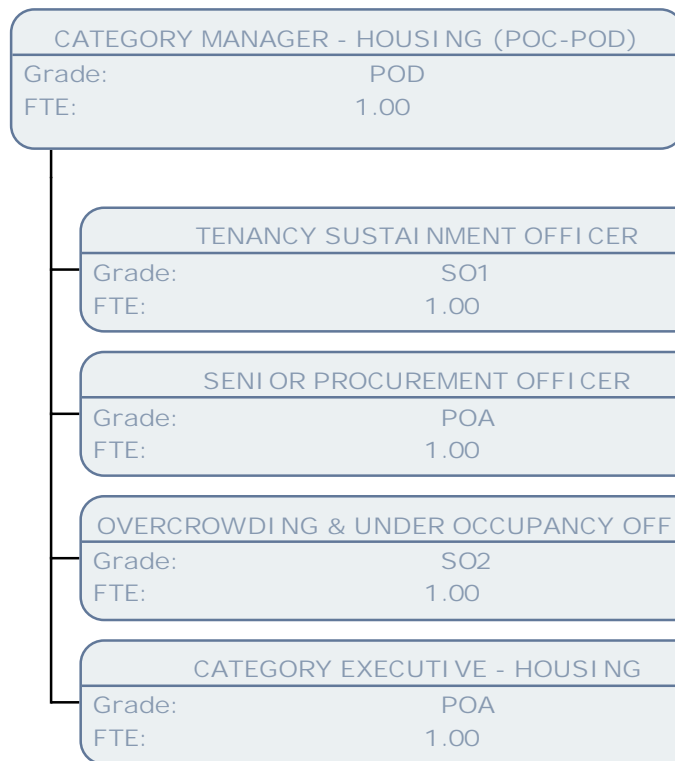 CATEGORY MANAGER - HOUSING (POC-POD)
Grade: POD
FTE: 1.00
TENANCY SUSTAINMENT OFFICER
Grade: SO1
FTE: 1.00
SENIOR PROCUREMENT OFFICER
Grade: POA
FTE: 1.00
OVERCROWDING & UNDER OCCUPANCY OFF
Grade: SO2
FTE: 1.00
CATEGORY EXECUTIVE - HOUSING
Grade: POA
FTE: 1.00